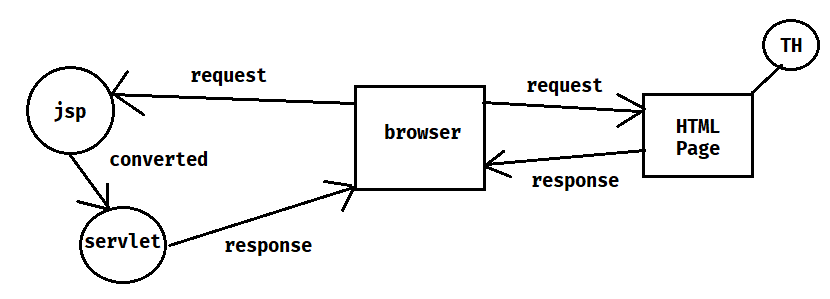 TH
request
request
jsp
browser
HTML
Page
converted
response
servlet
response